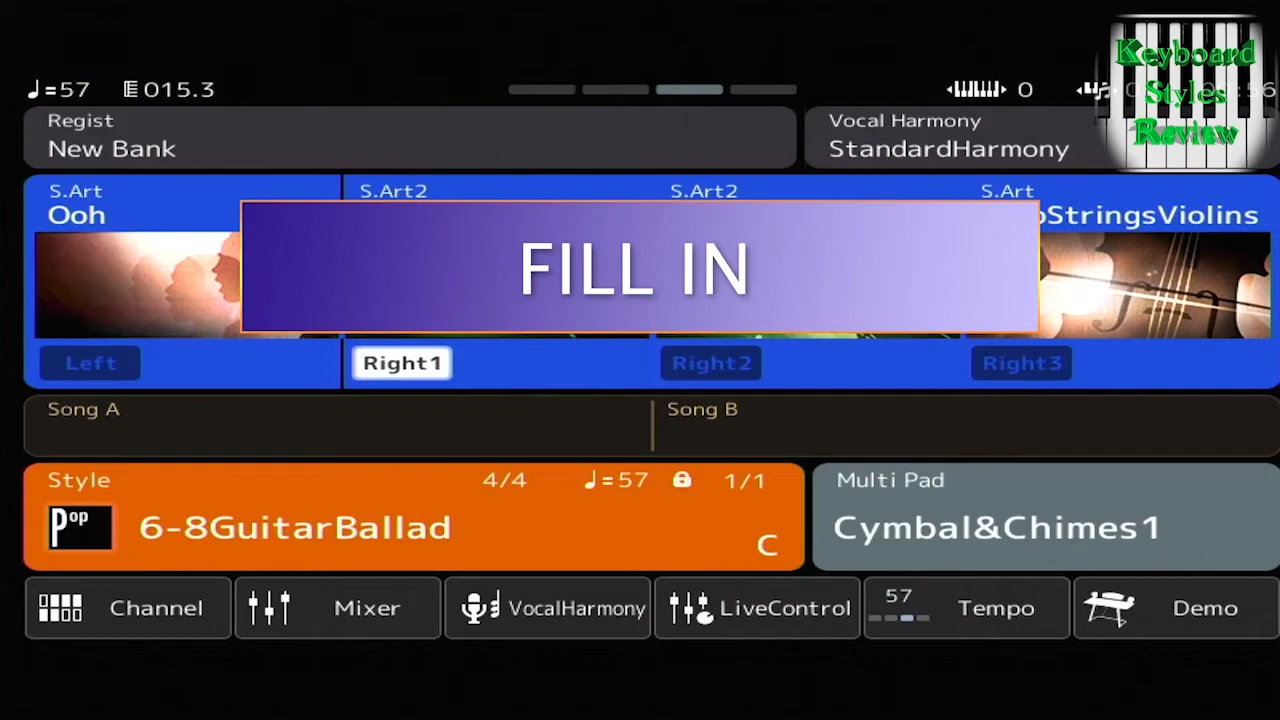 ♩=57 015.3
0
Keyboard
Styles
Review
Regist
New Bank
Vocal Harmony
StandardHarmony
S.Art
Ooh
S.Art2
S.Art2
S.Art
StringsViolins
FILL IN
Left
Right1
Right2
Right3
Song A
Song B
Style 4/4 ♩=57 1/1
Pop
6-8GuitarBallad
C
Multi Pad
Cymbal&Chimes1
Channel
Mixer
VocalHarmony
LiveControl
57
Tempo
Demo